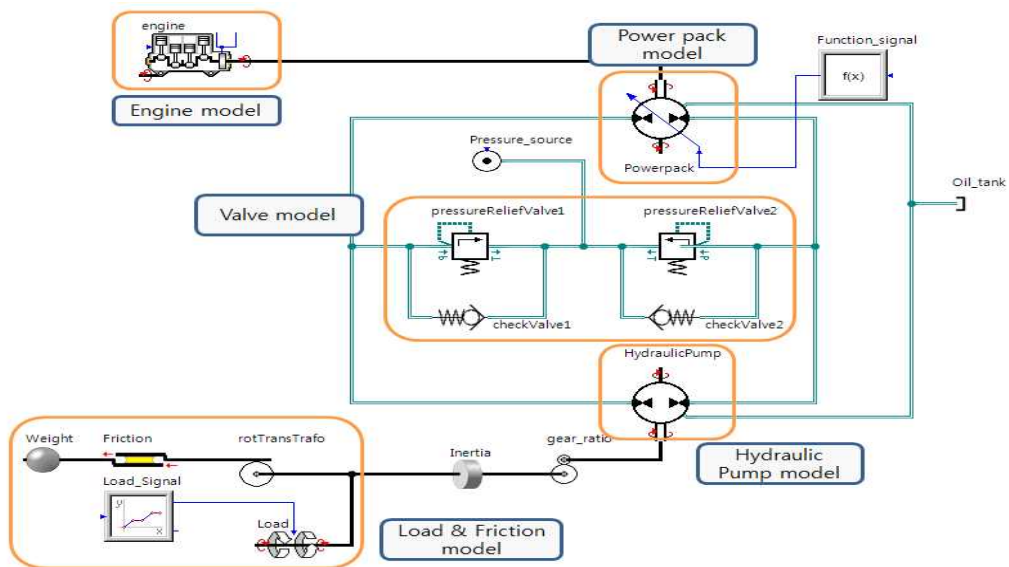 engine
Engine model
Power pack
model
Function_signal
f(x)
Powerpack
Pressure_source
Oil_tank
Valve model
pressureReliefValve1
pressureReliefValve2
P
T
T
P
checkValve1
checkValve2
HydraulicPump
Hydraulic
Pump model
gear_ratio
Inertia
Weight
Friction
rotTransTrafo
Load_Signal
y
x
Load
Load & Friction
model